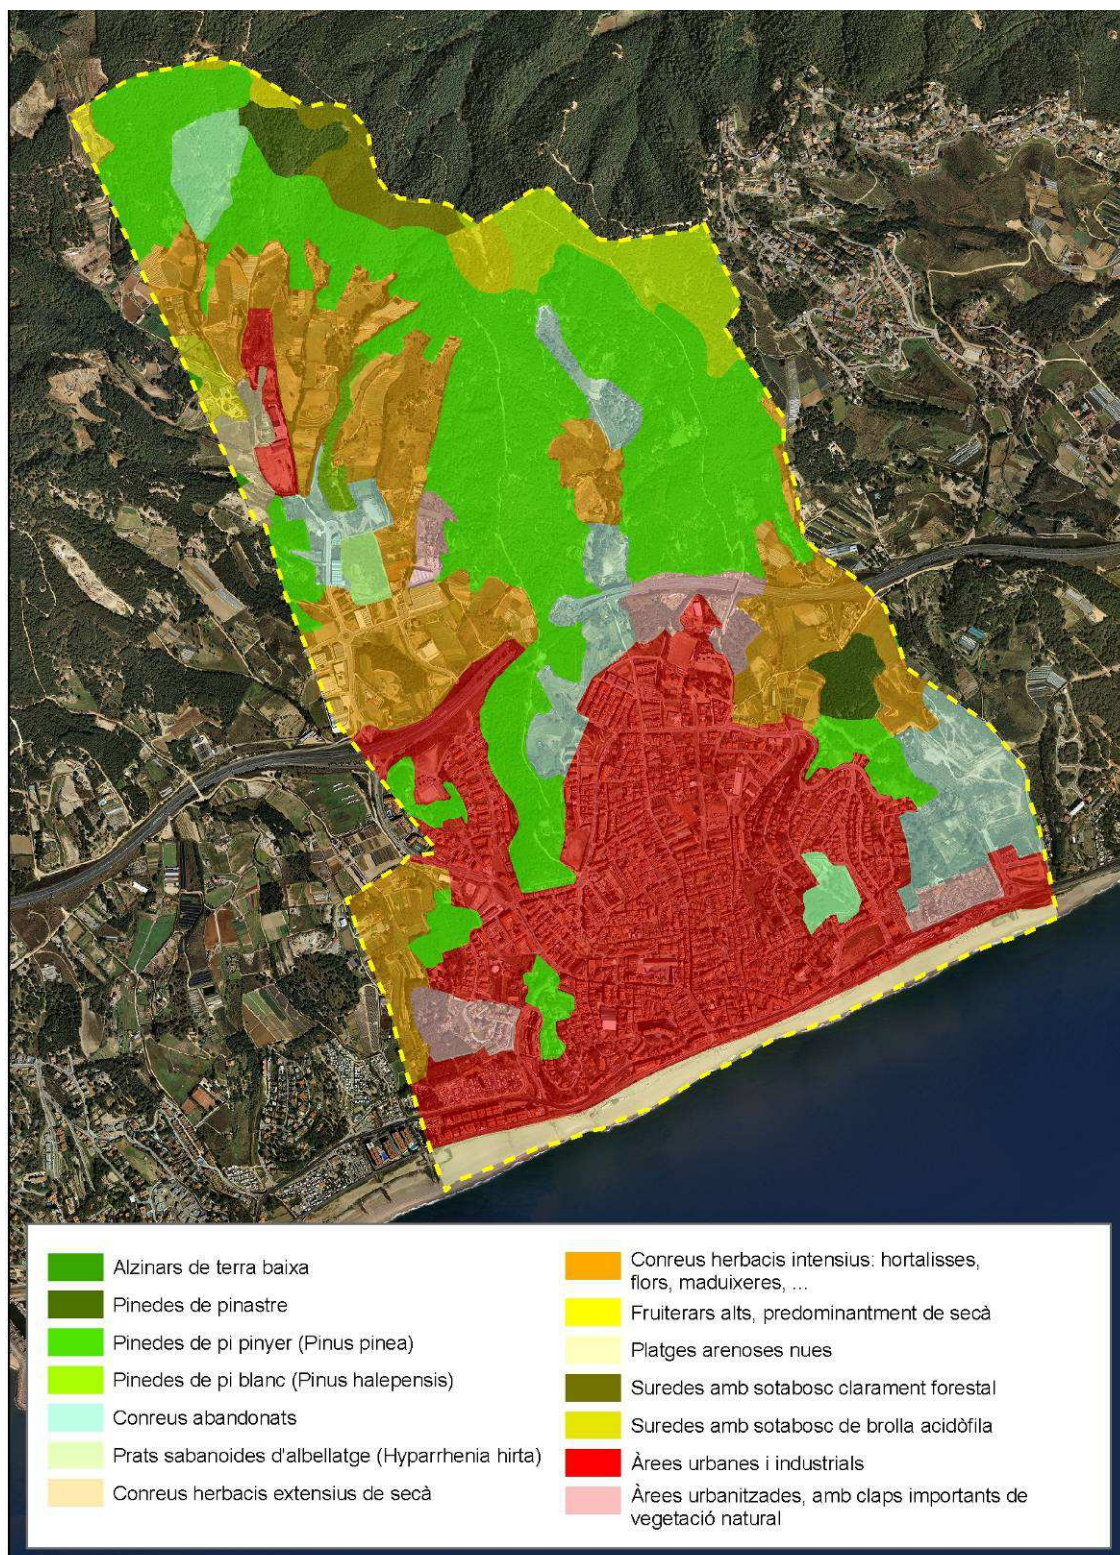 Alzinars de terra baixa
Pinedes de pinastre
Pinedes de pi pinyer (Pinus pinea)
Pinedes de pi blanc (Pinus halepensis)
Conreus abandonats
Prats sabanoides d'albellatge (Hyparrhenia hirta)
Conreus herbacis extensius de secà
Conreus herbacis intensius: hortalisses,
flors, maduixeres, ...
Fruiterars alts, predominantment de secà
Platges arenoses nues
Suredes amb sotabosc clarament forestal
Suredes amb sotabosc de brolla acidòfila
Àrees urbanes i industrials
Àrees urbanitzades, amb claps importants de
vegetació natural